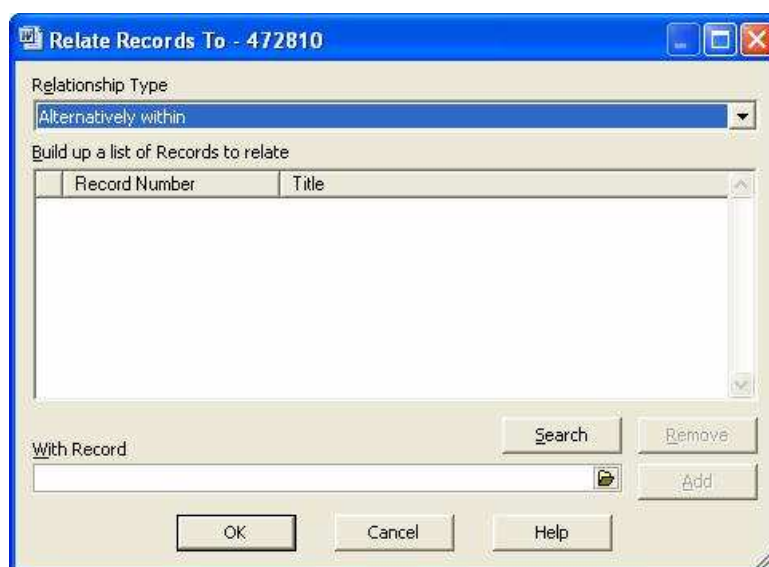 Relate Records To - 472810
Relationship Type
Alternatively within
Build up a list of Records to relate
Record Number Title
Search Remove
With Record
Add
OK Cancel Help